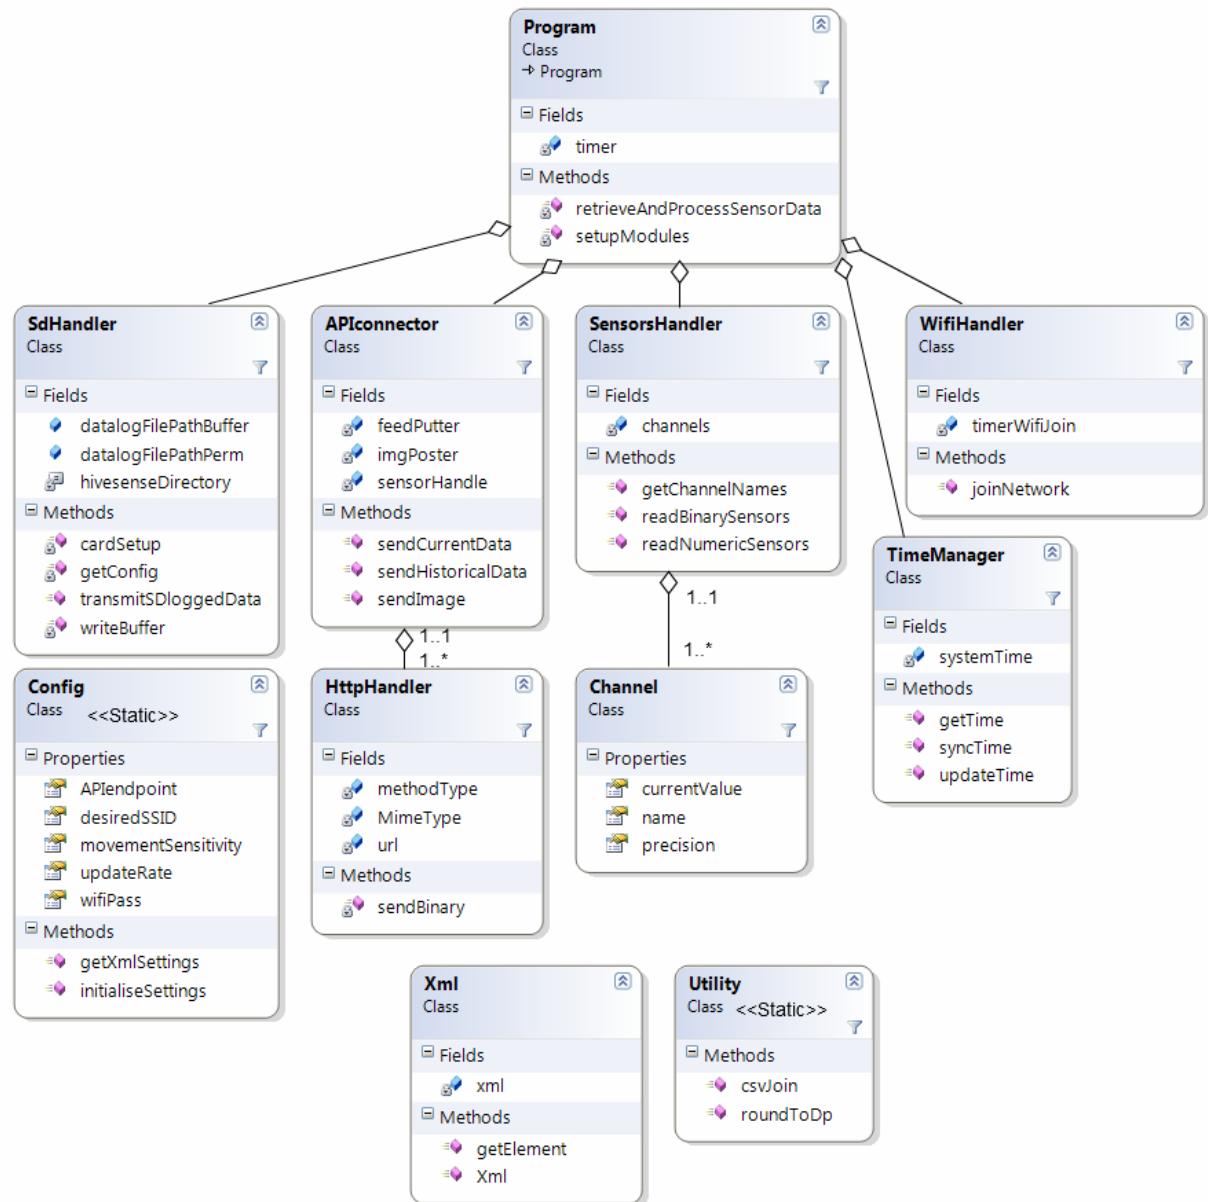 Program
Class
Program
Fields
timer
Methods
retrieveAndProcessSensorData
setupModules
SdHandler
Class
Fields
datalogFilePathBuffer
datalogFilePathPerm
hivesenseDirectory
Methods
cardSetup
getConfig
transmitSDloggedData
writeBuffer
APIconnector
Class
Fields
feedPutter
imgPoster
sensorHandle
Methods
sendCurrentData
sendHistoricalData
sendImage
1..1
1..*
SensorsHandler
Class
Fields
channels
Methods
getChannelNames
readBinarySensors
readNumericSensors
1..1
1..*
WifiHandler
Class
Fields
timerWifiJoin
Methods
joinNetwork
TimeManager
Class
Fields
systemTime
Methods
getTime
syncTime
updateTime
Config
Class <<Static>>
Properties
APIendpoint
desiredSSID
movementSensitivity
updateRate
wifiPass
Methods
getXmlSettings
initialiseSettings
HttpHandler
Class
Fields
methodType
MimeType
url
Methods
sendBinary
Channel
Class
Properties
currentValue
name
precision
Xml
Class
Fields
xml
Methods
getElement
Xml
Utility
Class <<Static>>
Methods
csvJoin
roundToDp